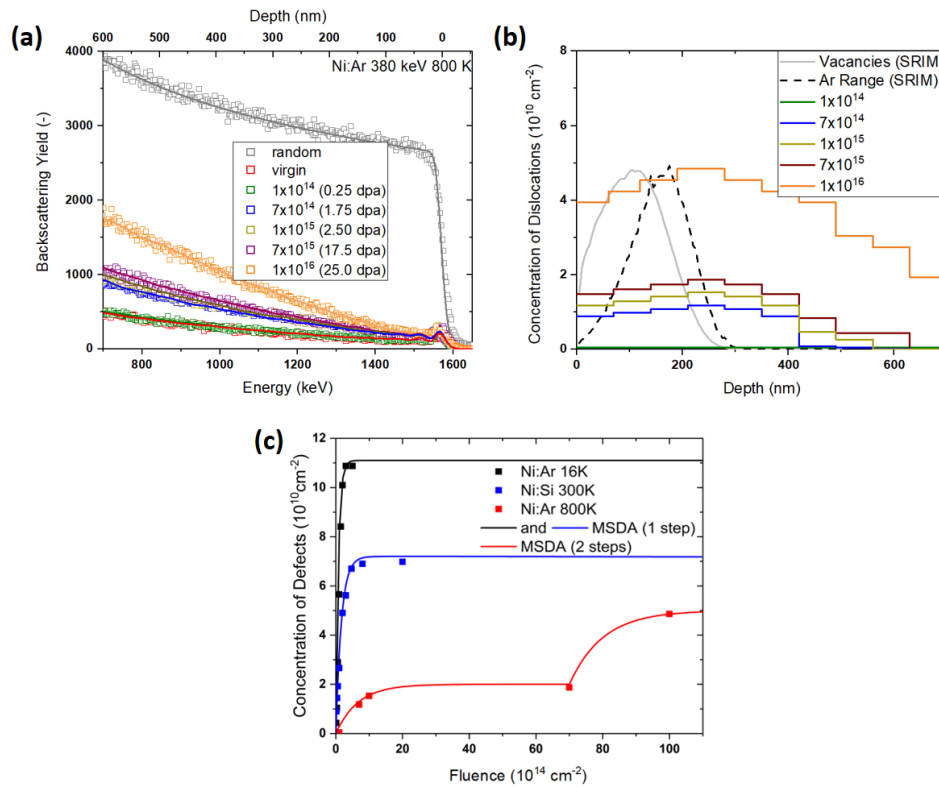 (a)
Depth (nm)
600 500 400 300 200 100 0
Ni:Ar 380 keV 800 K
4000
3000
2000
1000
0
Backscattering Yield (-)
random
virgin
1x10¹⁴ (0.25 dpa)
7x10¹⁴ (1.75 dpa)
1x10¹⁵ (2.50 dpa)
7x10¹⁵ (17.5 dpa)
1x10¹⁶ (25.0 dpa)
800 1000 1200 1400 1600
Energy (keV)
(b)
8
6
4
2
0
Concentration of Dislocations (10¹⁰ cm⁻²)
Vacancies (SRIM
Ar Range (SRIM)
1x10¹⁴
7x10¹⁴
1x10¹⁵
7x10¹⁵
1x10¹⁶
0 200 400 600
Depth (nm)
(c)
12
10
8
6
4
2
0
Concentration of Defects (10¹⁰cm⁻²)
Ni:Ar 16K
Ni:Si 300K
Ni:Ar 800K
and MSDA (1 step)
MSDA (2 steps)
0 20 40 60 80 100
Fluence (10¹⁴ cm⁻²)